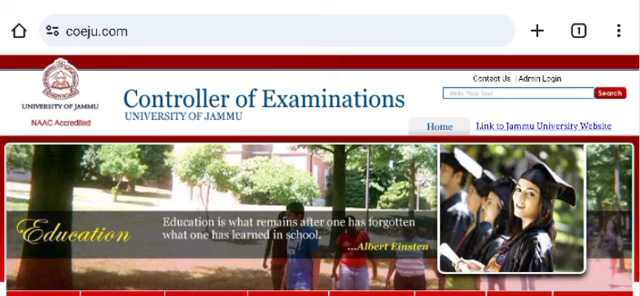 coeju.com
1
Contact Us | Admin Login
Write Your Text
Search
UNIVERSITY OF JAMMU
NAAC Accredited
Controller of Examinations
UNIVERSITY OF JAMMU
Home
Link to Jammu University Website
Education
Education is what remains after one has forgotten
what one has learned in school.
...Albert Einsten